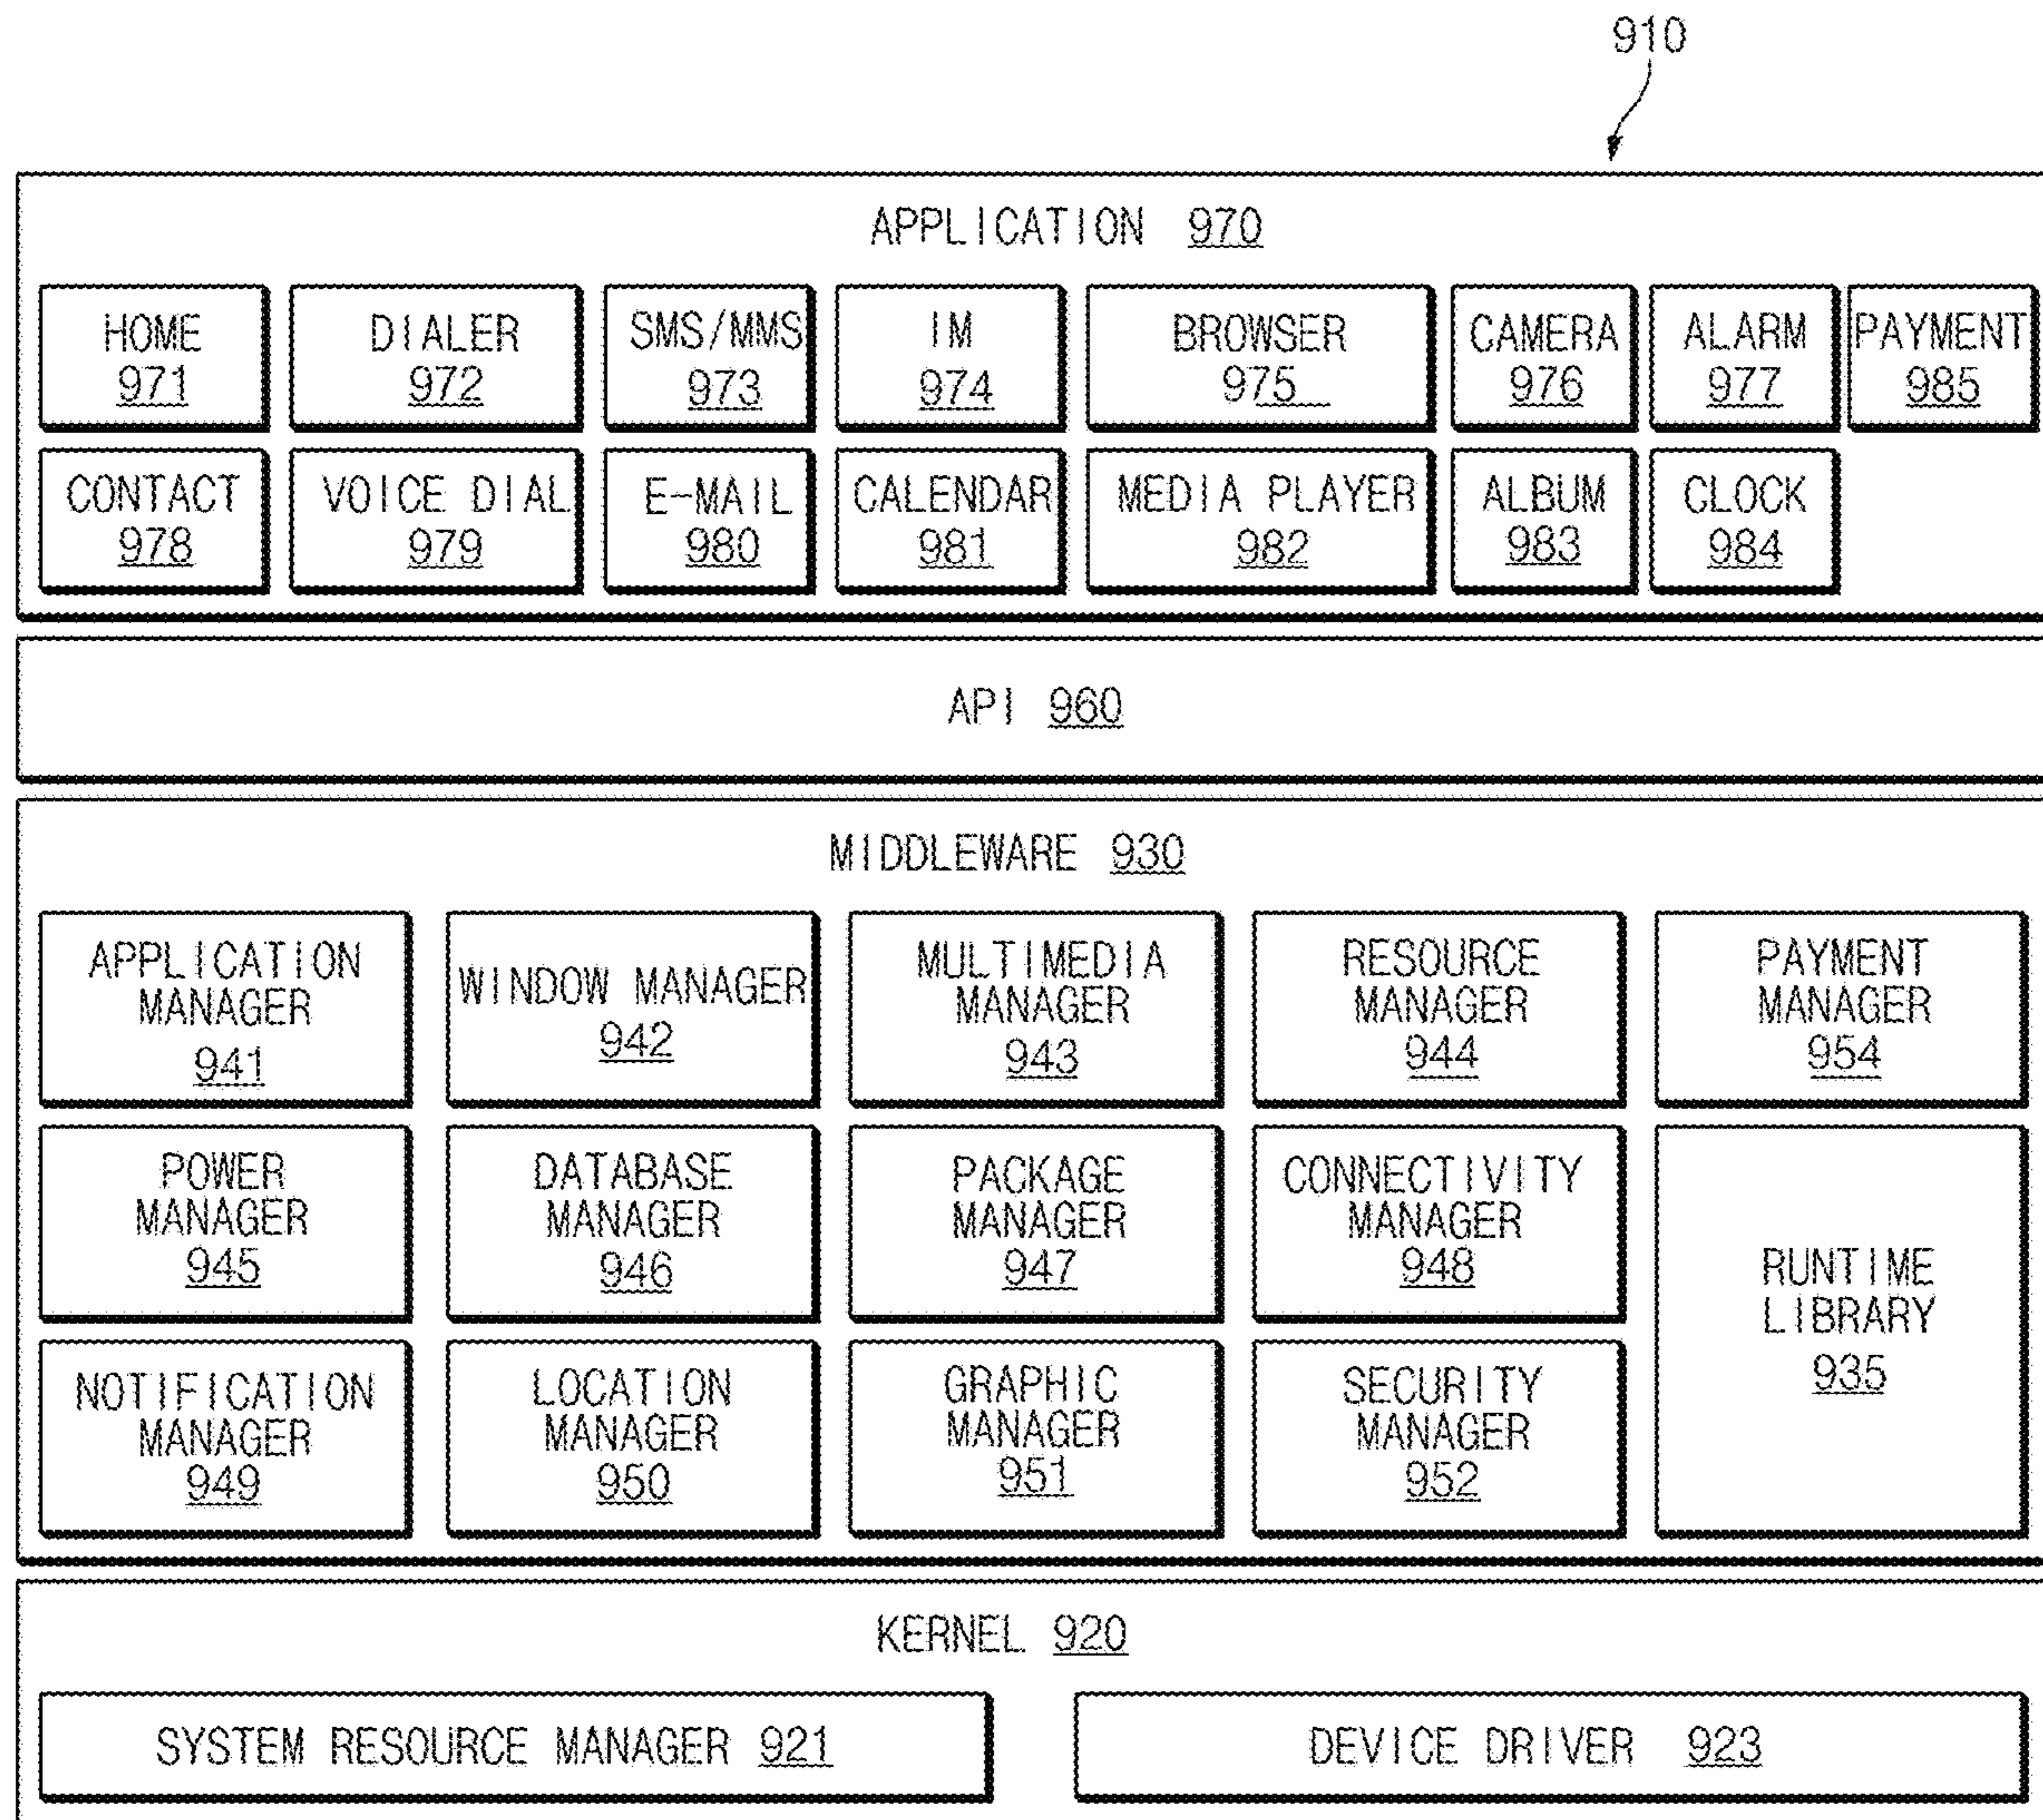 910
APPLICATION 970
HOME
971
DIALER
972
SMS/MMS
973
IM
974
BROWSER
975
CAMERA
976
ALARM
977
PAYMENT
985
CONTACT
978
VOICE DIAL
979
E-MAIL
980
CALENDAR
981
MEDIA PLAYER
982
ALBUM
983
CLOCK
984
API 960
MIDDLEWARE 930
APPLICATION
MANAGER
941
WINDOW MANAGER
942
MULTIMEDIA
MANAGER
943
RESOURCE
MANAGER
944
PAYMENT
MANAGER
954
POWER
MANAGER
945
DATABASE
MANAGER
946
PACKAGE
MANAGER
947
CONNECTIVITY
MANAGER
948
RUNTIME
LIBRARY
935
NOTIFICATION
MANAGER
949
LOCATION
MANAGER
950
GRAPHIC
MANAGER
951
SECURITY
MANAGER
952
KERNEL 920
SYSTEM RESOURCE MANAGER 921
DEVICE DRIVER 923